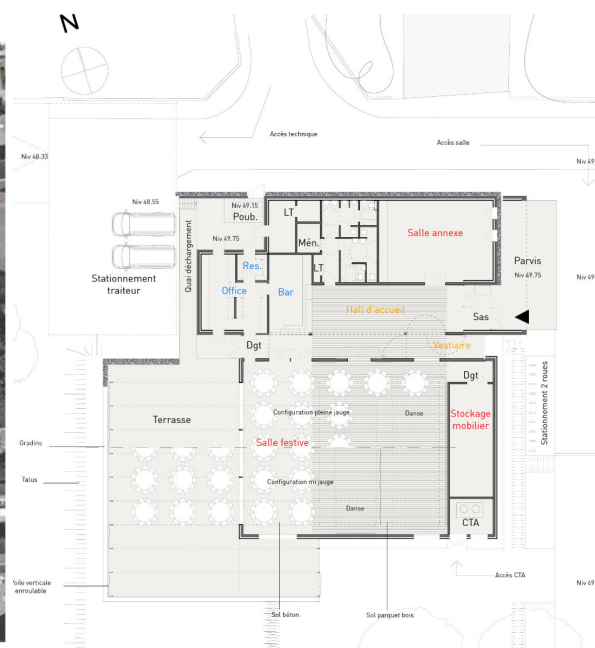 N
Accès technique
Accès salle
Niv 48.33
Niv 49
Niv 48.55
Niv 49.15
Poub.
LT
Quai déchargement
Niv 49.75
Mén.
Salle annexe
Parvis
Niv 49.75
Niv 49
Stationnement
traiteur
Res.
LT
Office
Bar
Hall d'accueil
Sas
Dgt
Vestiaire
Dgt
Stationnement 2 roues
Terrasse
Configuration pleine jauge
Danse
Stockage
mobilier
Gradins
Salle festive
Talus
Configuration mi jauge
Danse
CTA
Accès CTA
oile verticale
enroulable
Niv 49
Sol béton
Sol parquet bois